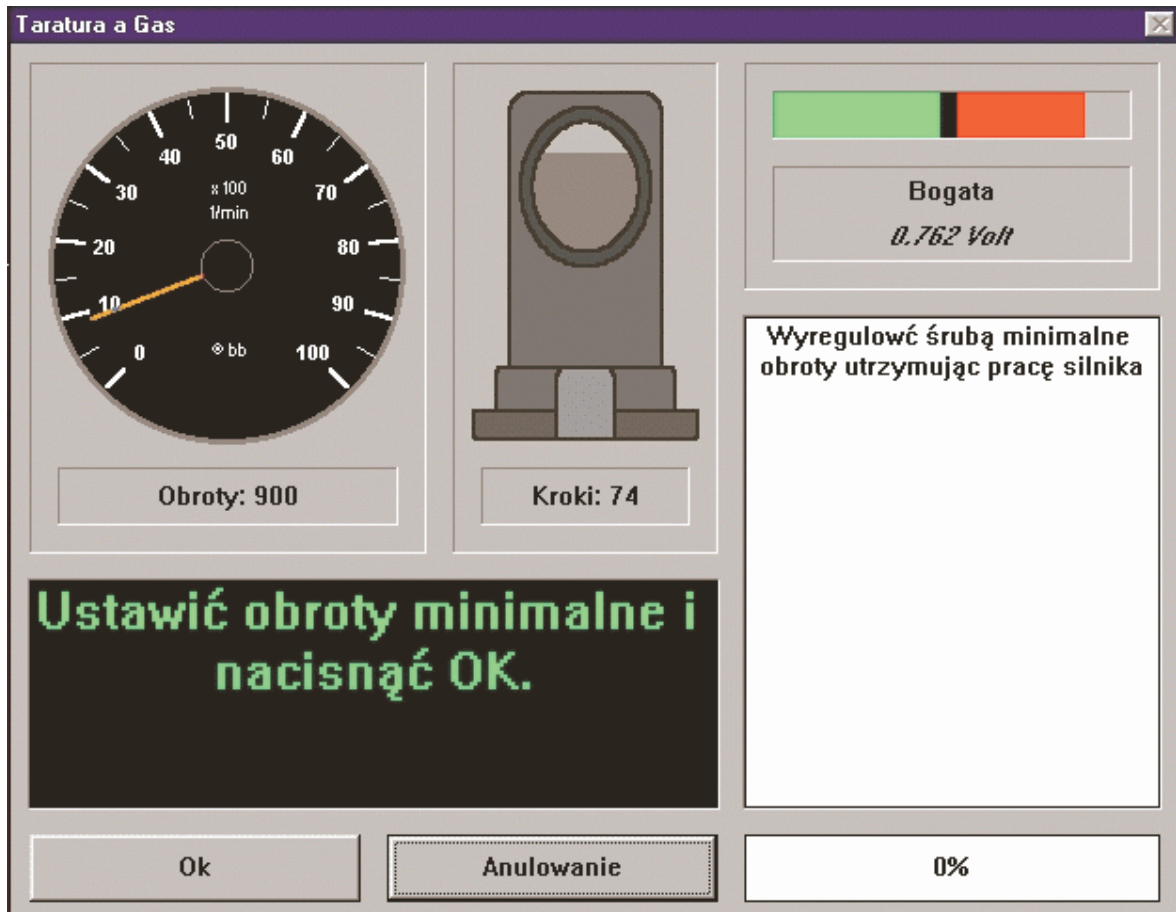 Taratura a Gas
0
10
20
30
40
50
60
70
80
90
100
x 100
1/min
bb
Obroty: 900
Kroki: 74
Bogata
0.762 Volt
Wyregulowć śrubą minimalne
obroty utrzymując pracę silnika
Ustawić obroty minimalne i
nacisnąć OK.
Ok
Anulowanie
0%